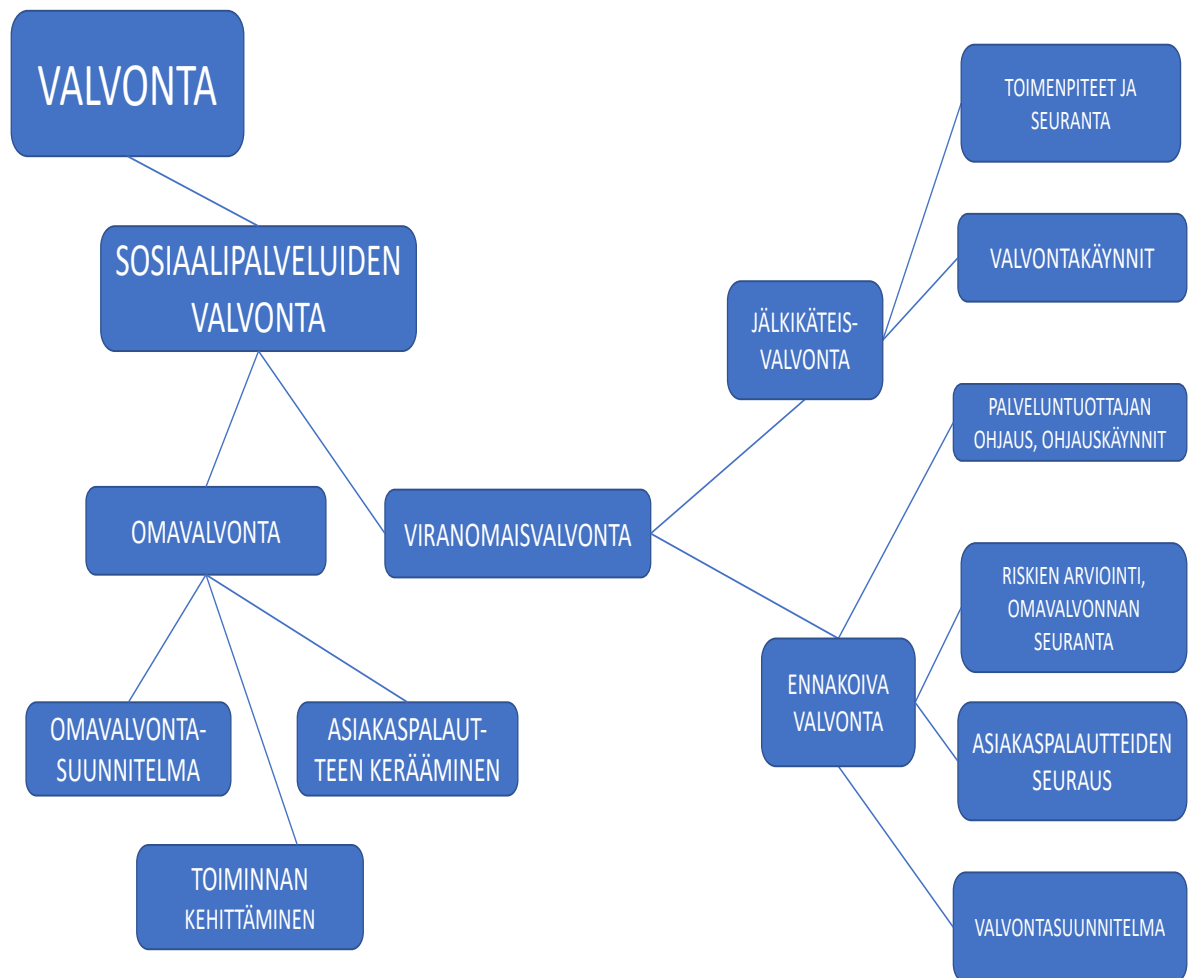 VALVONTA
SOSIAALIPALVELUIDEN
VALVONTA
OMAVALVONTA
VIRANOMAISVALVONTA
OMAVALVONTA-
SUUNNITELMA
ASIAKASPALAUT-
TEEN KERÄÄMINEN
TOIMINNAN
KEHITTÄMINEN
JÄLKIKÄTEIS-
VALVONTA
ENNAKOIVA
VALVONTA
TOIMENPITEET JA
SEURANTA
VALVONTAKÄYNNIT
PALVELUNTUOTTAJAN
OHJAUS, OHJAUSKÄYNNIT
RISKIEN ARVIOINTI,
OMAVALVONNAN
SEURANTA
ASIAKASPALAUTTEIDEN
SEURAUS
VALVONTASUUNNITELMA